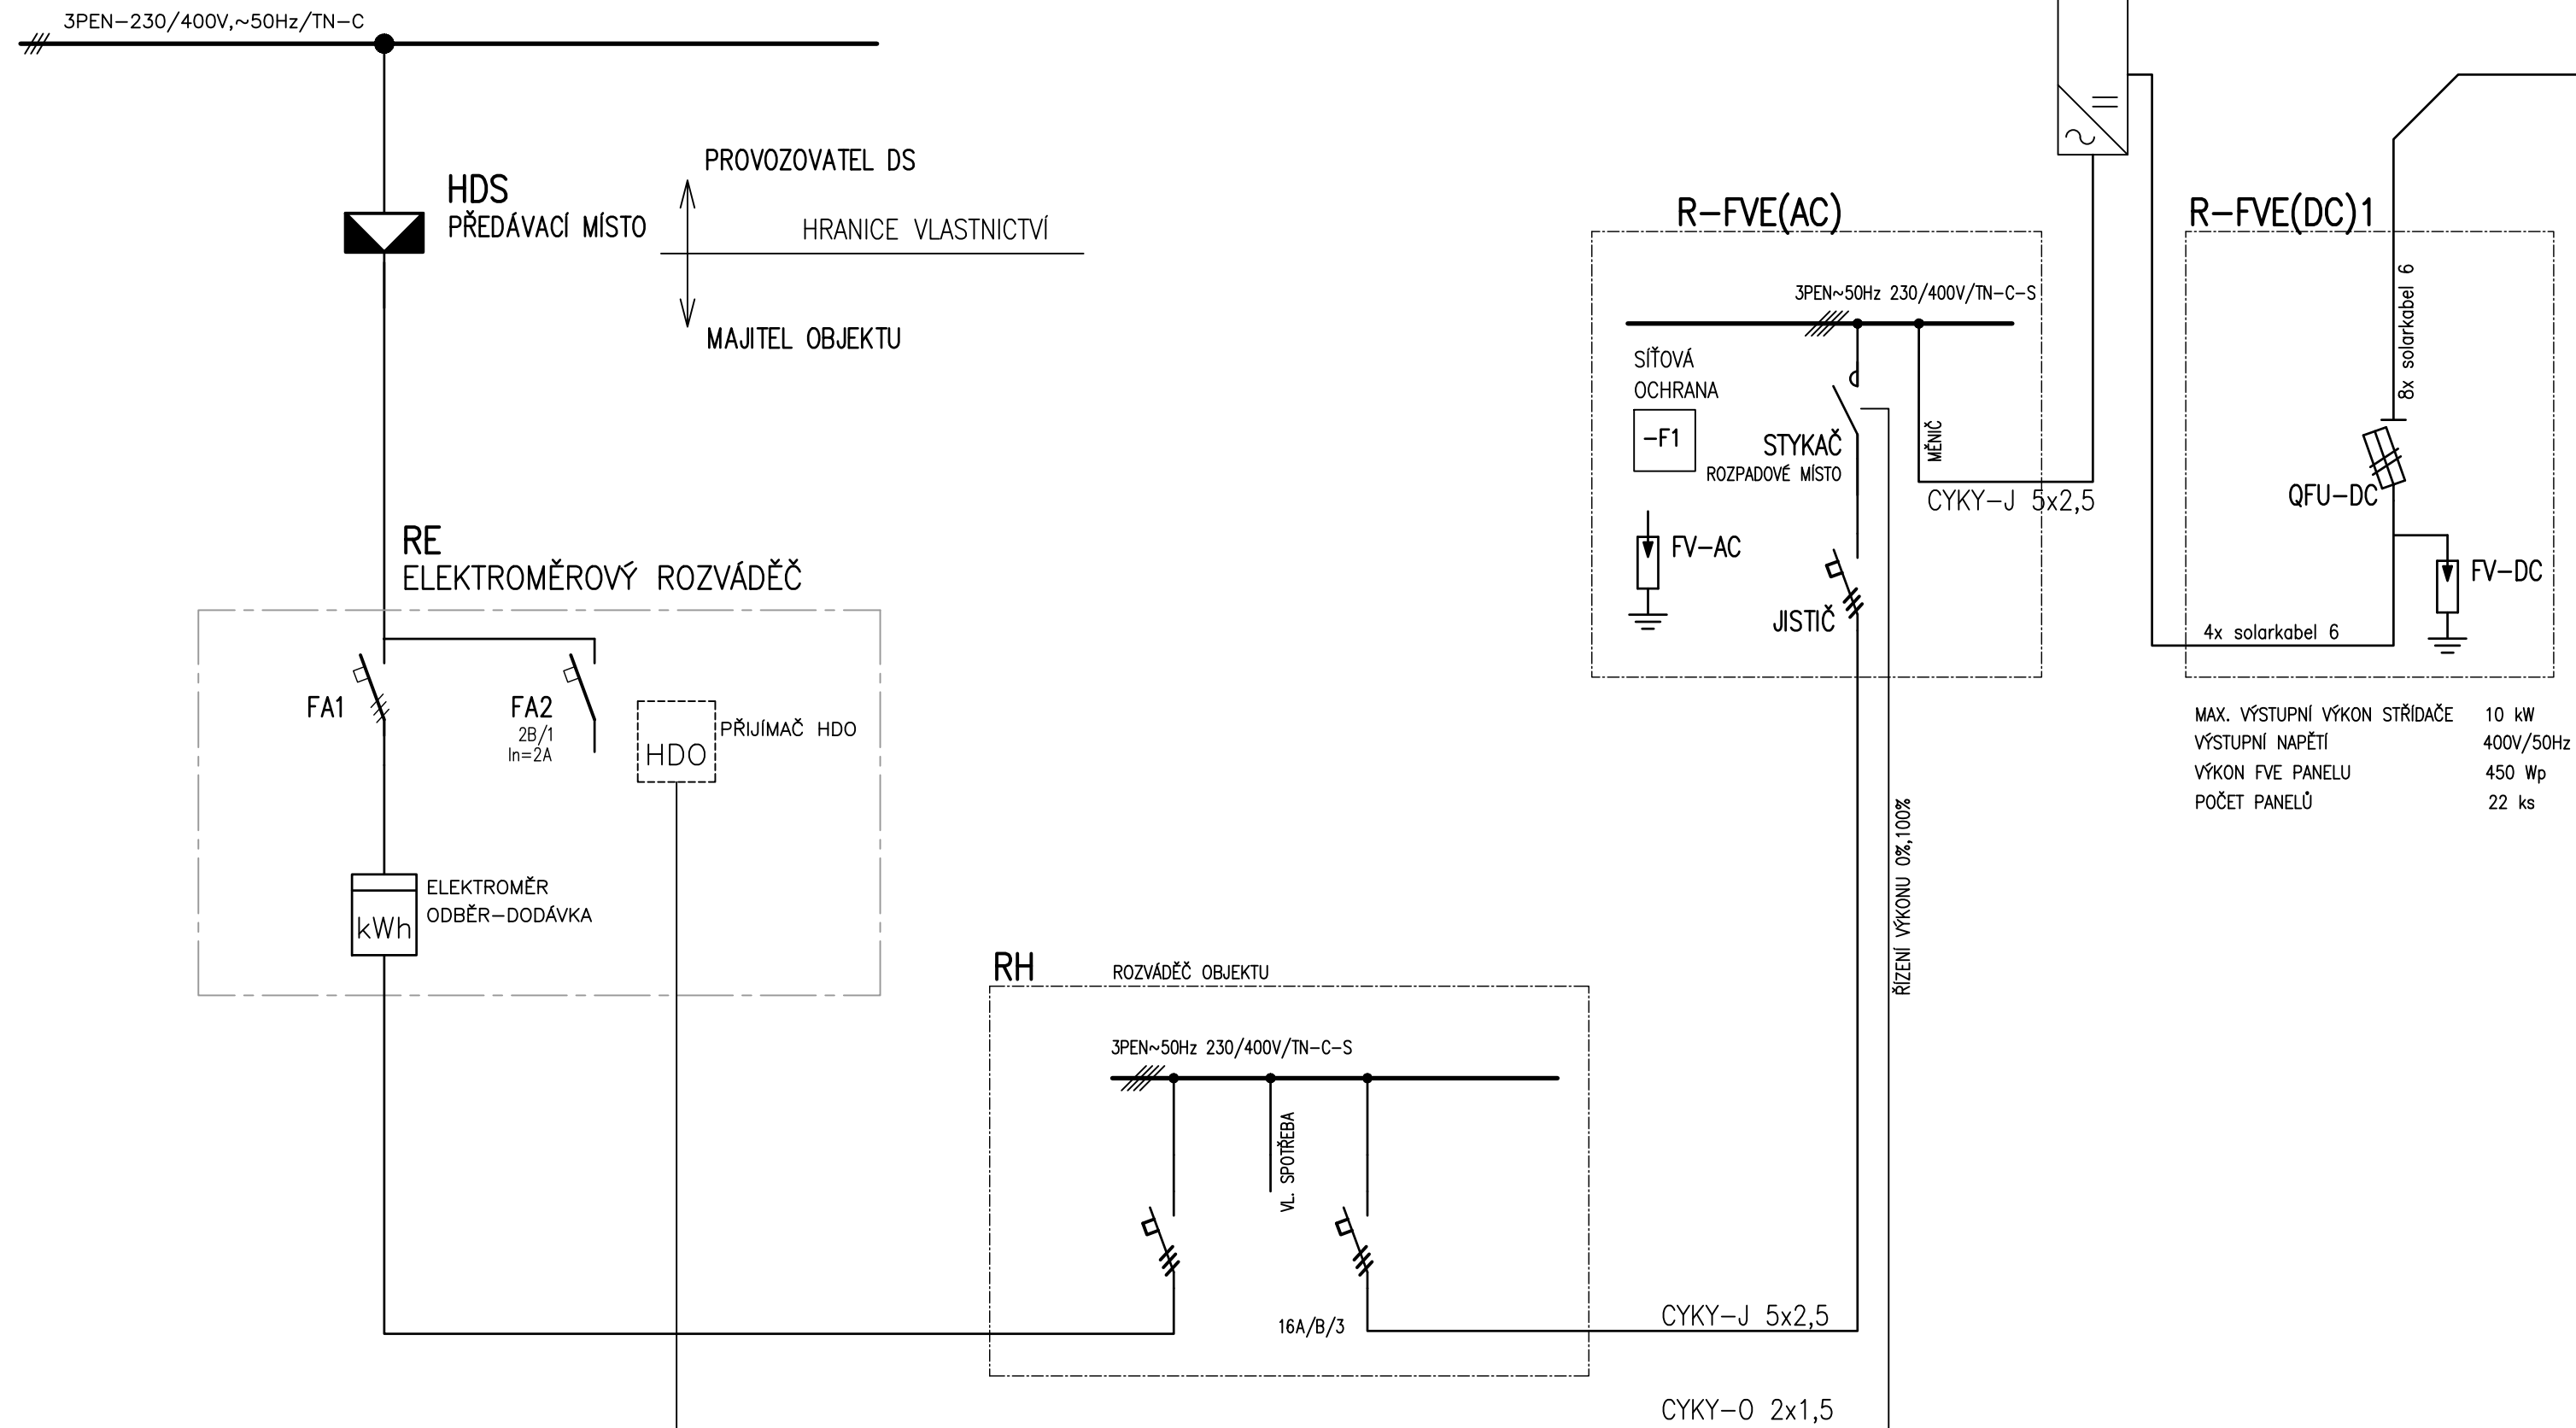 3PEN-230/400V,~50Hz/TN-C
HDS
PŘEDÁVACÍ MÍSTO
PROVOZOVATEL DS
HRANICE VLASTNICTVÍ
MAJITEL OBJEKTU
RE
ELEKTROMĚROVÝ ROZVÁDĚČ
FA1
FA2
2B/1
In=2A
HDO
PŘIJÍMAČ HDO
kWh
ELEKTROMĚR
ODBĚR-DODÁVKA
RH
ROZVÁDĚČ OBJEKTU
3PEN~50Hz 230/400V/TN-C-S
VL. SPOTŘEBA
16A/B/3
CYKY-J 5x2,5
CYKY-O 2x1,5
R-FVE(AC)
3PEN~50Hz 230/400V/TN-C-S
SÍŤOVÁ
OCHRANA
-F1
STYKAČ
ROZPADOVÉ MÍSTO
MĚNIČ
CYKY-J 5x2,5
FV-AC
JISTIČ
ŘÍZENÍ VÝKONU 0%,100%
R-FVE(DC)1
8x solarkabel 6
QFU-DC
FV-DC
4x solarkabel 6
MAX. VÝSTUPNÍ VÝKON STŘÍDAČE 10 kW
VÝSTUPNÍ NAPĚTÍ 400V/50Hz
VÝKON FVE PANELU 450 Wp
POČET PANELŮ 22 ks